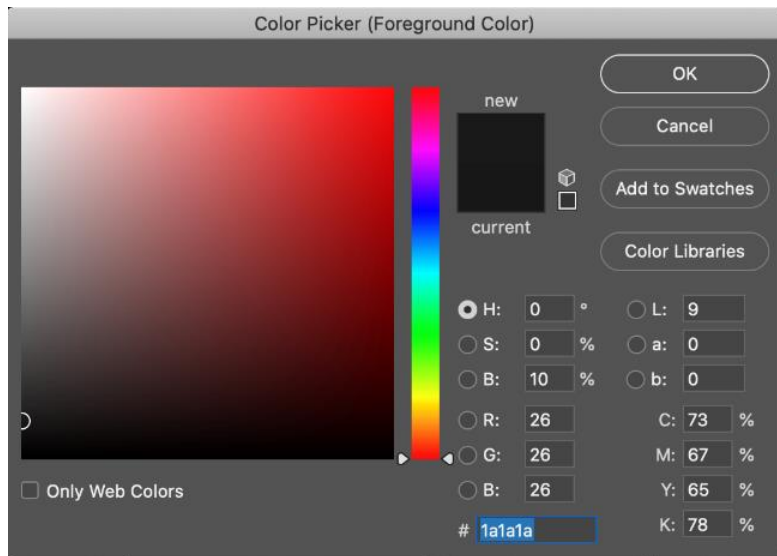 Color Picker (Foreground Color)
new
current
OK
Cancel
Add to Swatches
Color Libraries
H: 0 °
S: 0 %
B: 10 %
R: 26
G: 26
B: 26
# 1a1a1a
L: 9
a: 0
b: 0
C: 73 %
M: 67 %
Y: 65 %
K: 78 %
Only Web Colors